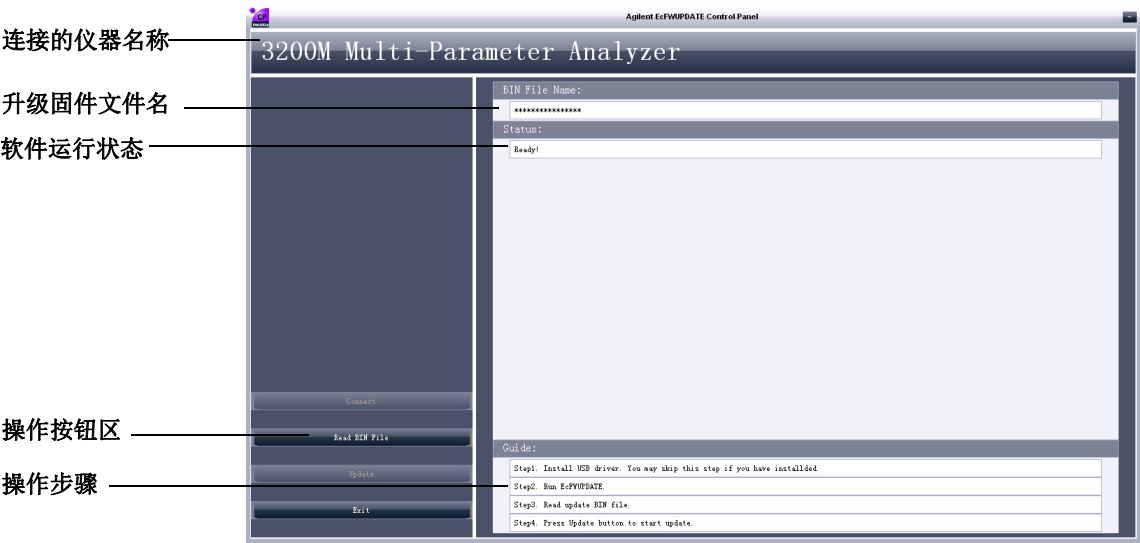 Agilent EcFWUPDATE Control Panel
连接的仪器名称
3200M Multi-Parameter Analyzer
升级固件文件名
BIN File Name:
****************
软件运行状态
Status:
Ready!
Connect
操作按钮区
Read BIN File
Update
Exit
操作步骤
Guide:
Step1. Install USB driver. You may skip this step if you have installded.
Step2. Run EcFWUPDATE.
Step3. Read update BIN file.
Step4. Press Update button to start update.